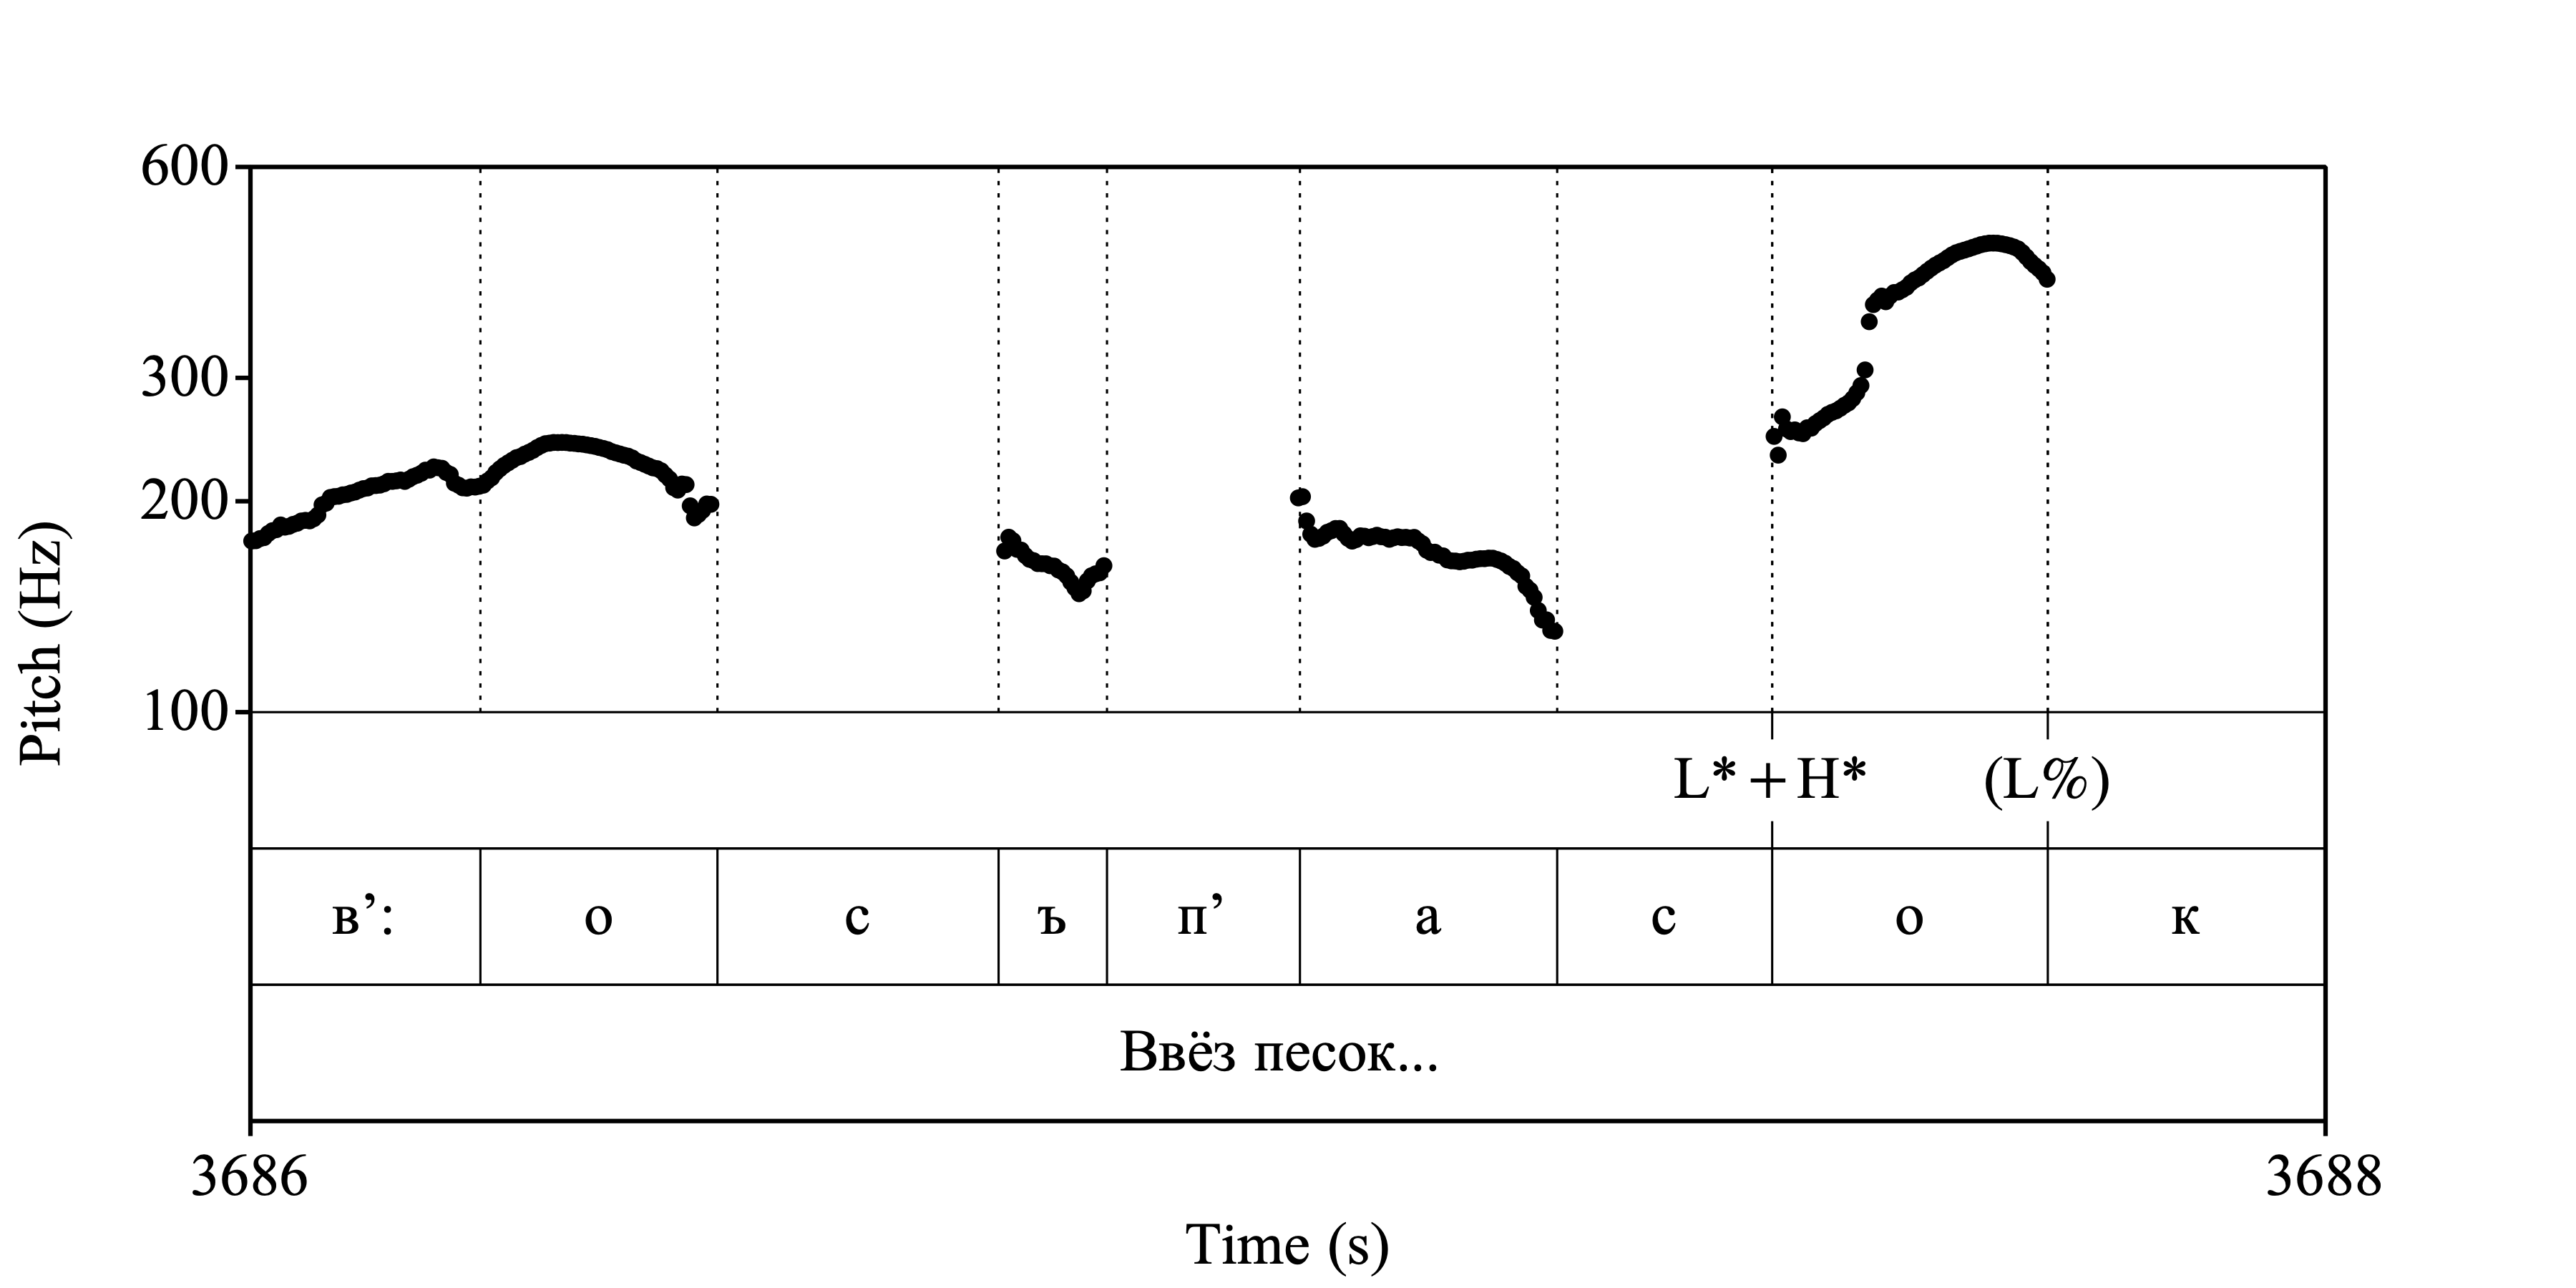 600
300
200
100
Pitch (Hz)
L*+H* (L%)
в’: о с ъ п’ а с о к
Ввёз песок...
3686 3688
Time (s)